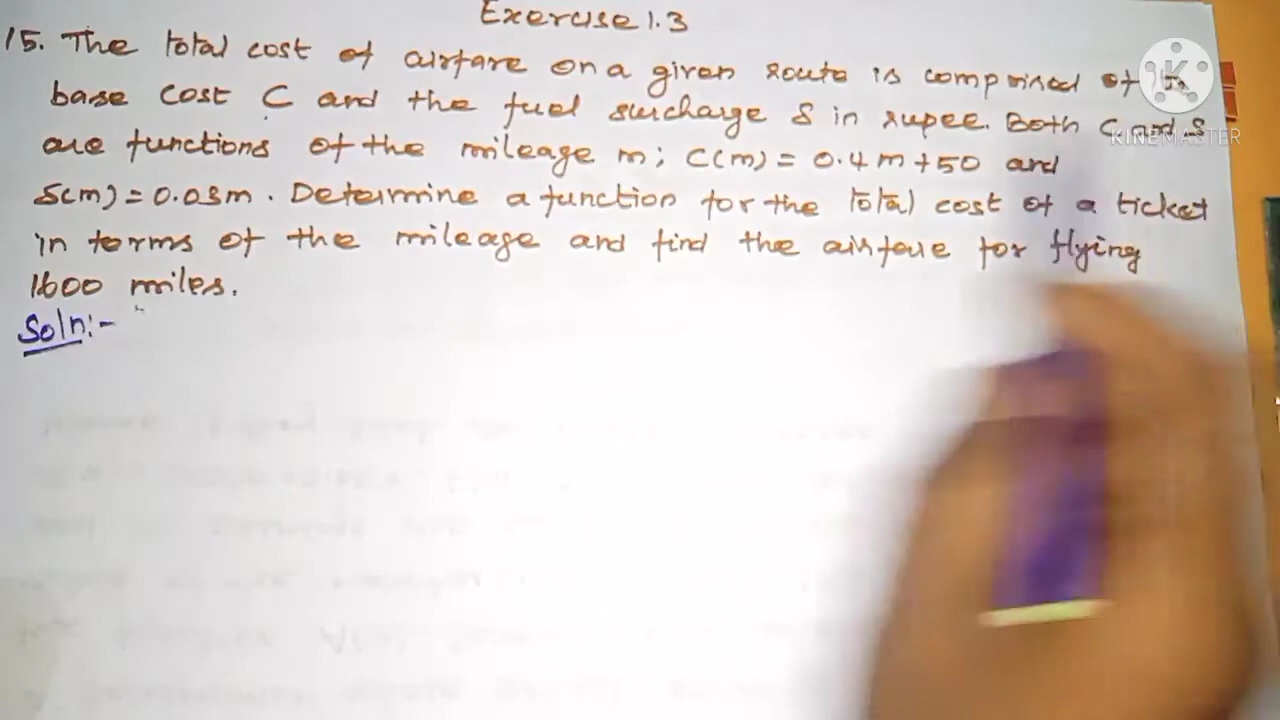 Exercise 1.3
15. The total cost of airfare on a given route is comprised of
base cost C and the fuel surcharge S in rupee. Both C and S
are functions of the mileage m; C(m) = 0.4m + 50 and
S(m) = 0.03m. Determine a function for the total cost of a ticket
in terms of the mileage and find the airfare for flying
1600 miles.
Soln:-
KINEMASTER